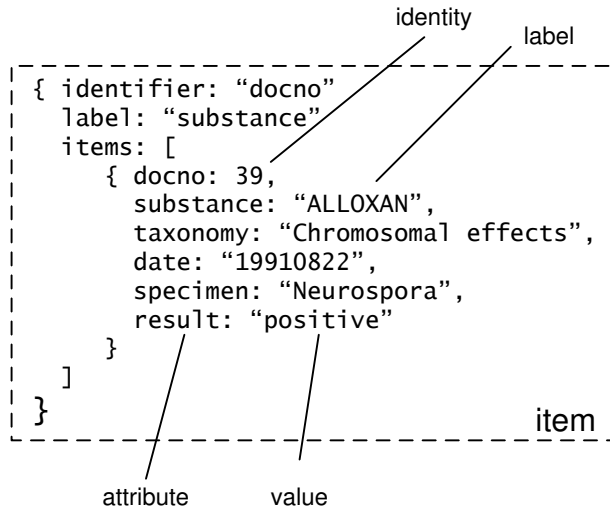 identity
label
{ identifier: “docno”
label: “substance”
items: [
{ docno: 39,
substance: “ALLOXAN”,
taxonomy: “Chromosomal effects”,
date: “19910822”,
specimen: “Neurospora”,
result: “positive”
}
]
}
item
attribute value